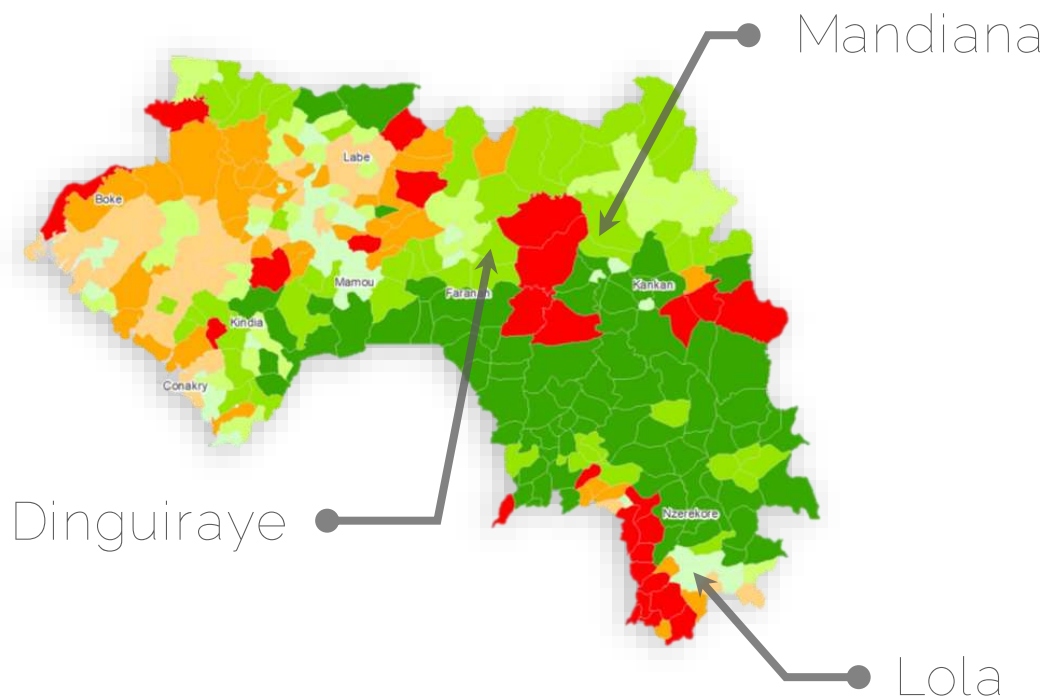 Mandiana
Labe
Boke
Mamou
Faranah
Kankan
Kindia
Conakry
Dinguiraye
Nzerekore
Lola